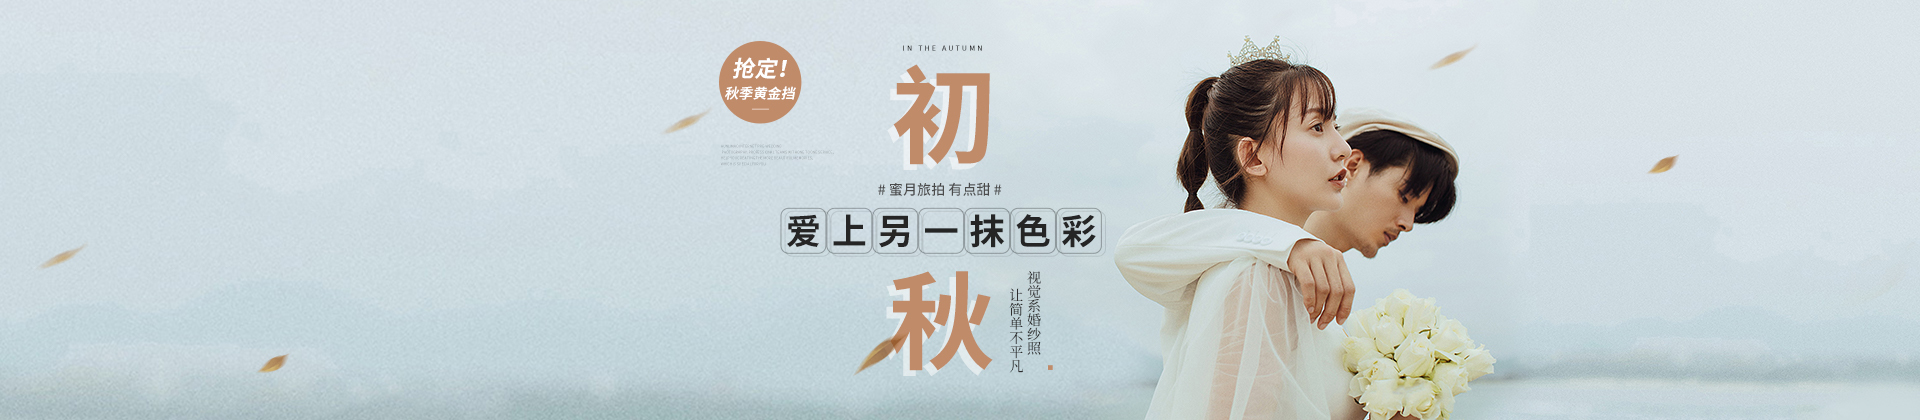 IN THE AUTUMN
抢定!
秋季黄金挡
初
#蜜月旅拍 有点甜#
爱上另一抹色彩
秋
视觉系婚纱照
让简单不平凡